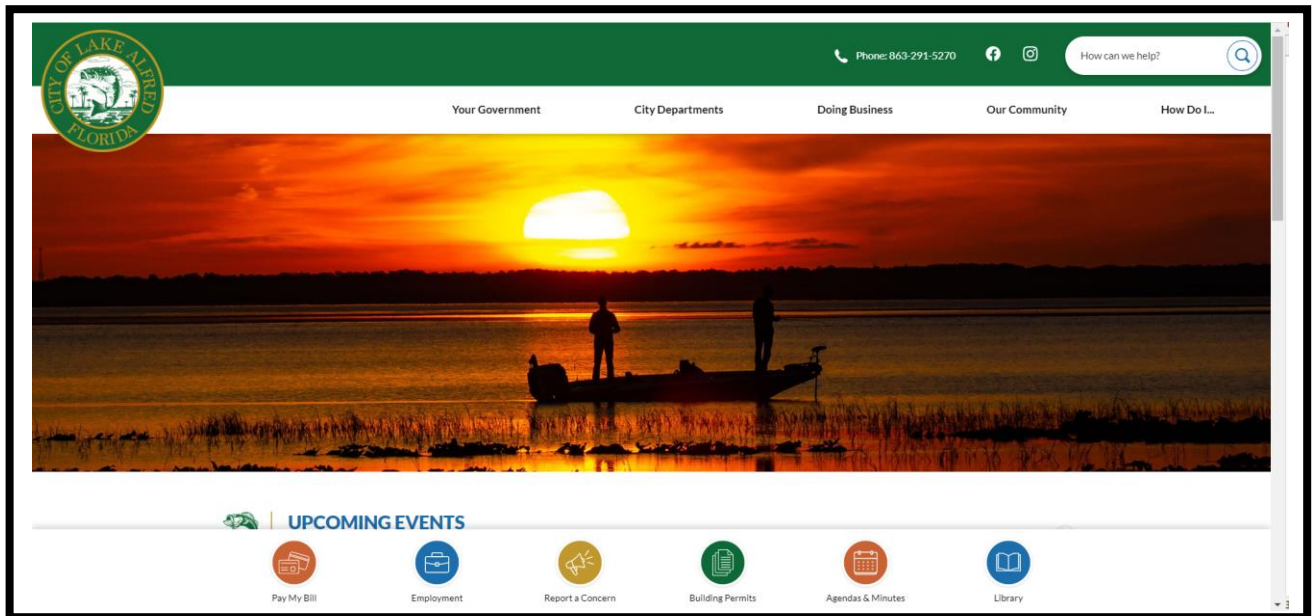 CITY OF LAKE ALFRED
FLORIDA
Phone: 863-291-5270
How can we help?
Your Government City Departments Doing Business Our Community How Do I...
UPCOMING EVENTS
Pay My Bill Employment Report a Concern Building Permits Agendas & Minutes Library